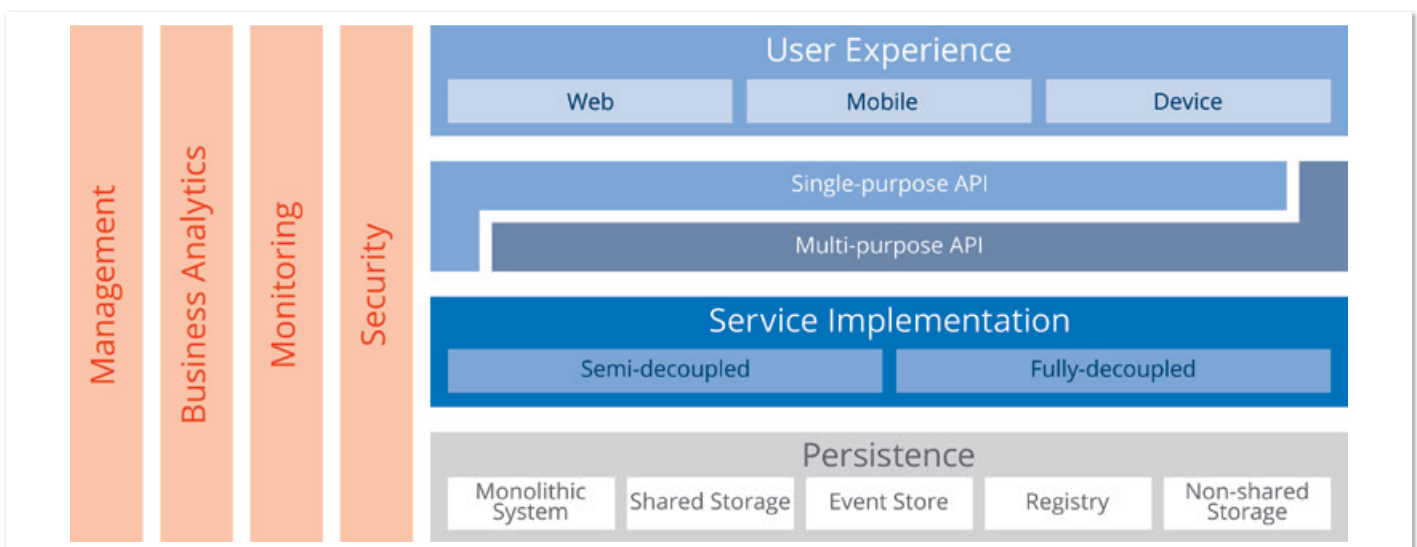 Management
Business Analytics
Monitoring
Security
User Experience
Web
Mobile
Device
Single-purpose API
Multi-purpose API
Service Implementation
Semi-decoupled
Fully-decoupled
Persistence
Monolithic
System
Shared Storage
Event Store
Registry
Non-shared
Storage